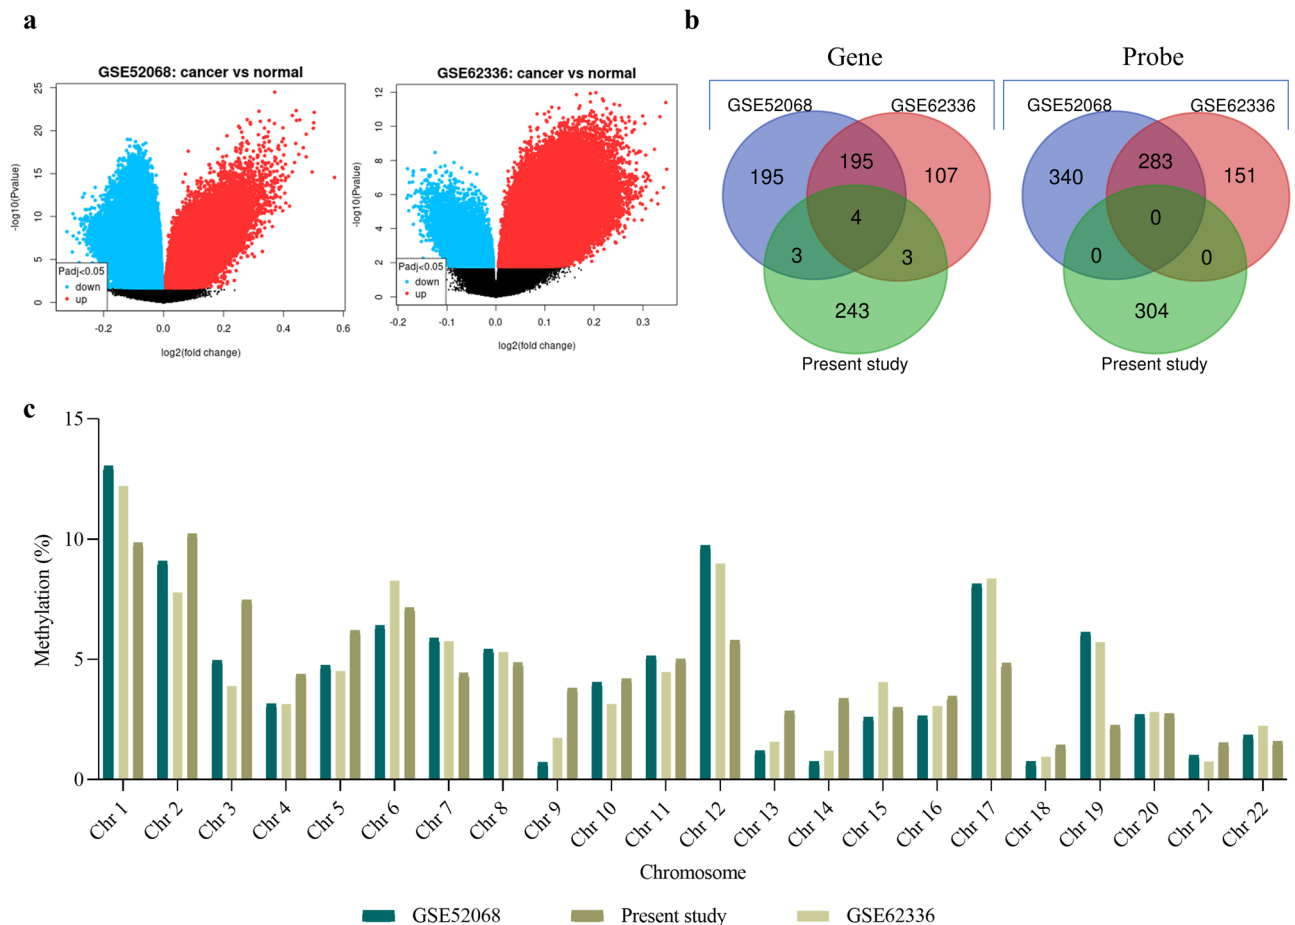 a
GSE52068: cancer vs normal
-log10(Pvalue)
25
20
15
10
5
0
Padj<0.05
down
up
-0.2
0.0
0.2
0.4
0.6
log2(fold change)
GSE62336: cancer vs normal
-log10(Pvalue)
12
10
8
6
4
2
0
Padj<0.05
down
up
-0.2
-0.1
0.0
0.1
0.2
0.3
log2(fold change)
b
Gene
GSE52068
GSE62336
195
195
107
4
3
3
243
Present study
Probe
GSE52068
GSE62336
340
283
151
0
0
0
304
Present study
c
Methylation (%)
15
10
5
0
Chr 1
Chr 2
Chr 3
Chr 4
Chr 5
Chr 6
Chr 7
Chr 8
Chr 9
Chr 10
Chr 11
Chr 12
Chr 13
Chr 14
Chr 15
Chr 16
Chr 17
Chr 18
Chr 19
Chr 20
Chr 21
Chr 22
Chromosome
GSE52068
Present study
GSE62336